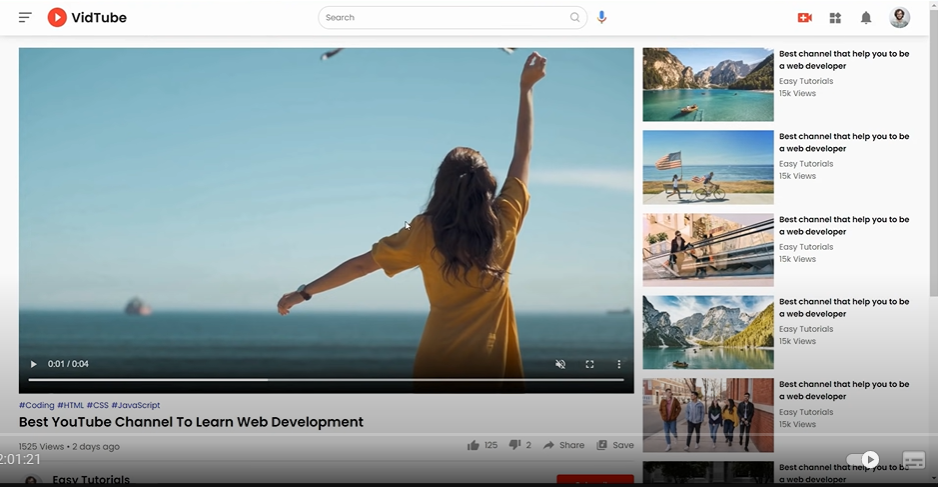 VidTube
Search
0:01 / 0:04
#Coding #HTML #CSS #JavaScript
Best YouTube Channel To Learn Web Development
1525 Views • 2 days ago
125
2
Share
Save
2:01:21
Easy Tutorials
Best channel that help you to be
a web developer
Easy Tutorials
15k Views
Best channel that help you to be
a web developer
Easy Tutorials
15k Views
Best channel that help you to be
a web developer
Easy Tutorials
15k Views
Best channel that help you to be
a web developer
Easy Tutorials
15k Views
Best channel that help you to be
a web developer
Easy Tutorials
15k Views
Best channel that help you to be
a web developer